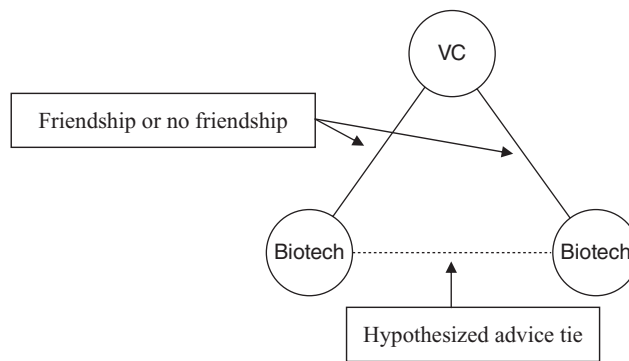 VC
Friendship or no friendship
Biotech
Biotech
Hypothesized advice tie